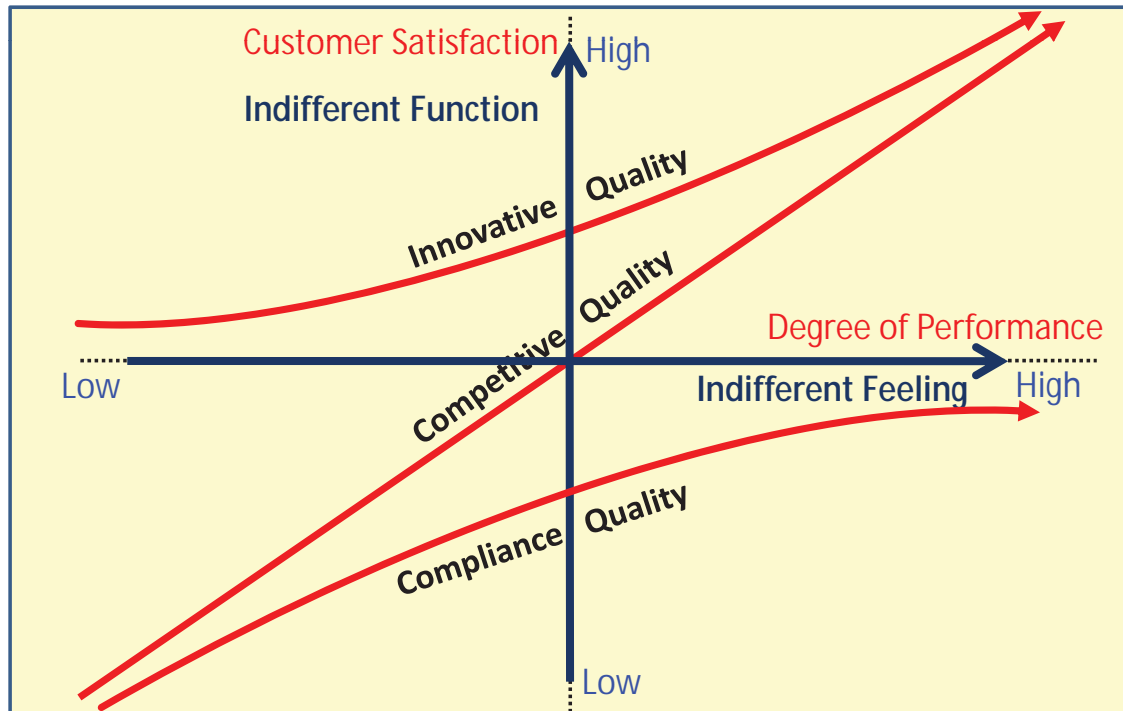 Customer Satisfaction
High
Indifferent Function
Innovative Quality
Competitive Quality
Degree of Performance
Low
Indifferent Feeling
High
Compliance Quality
Low